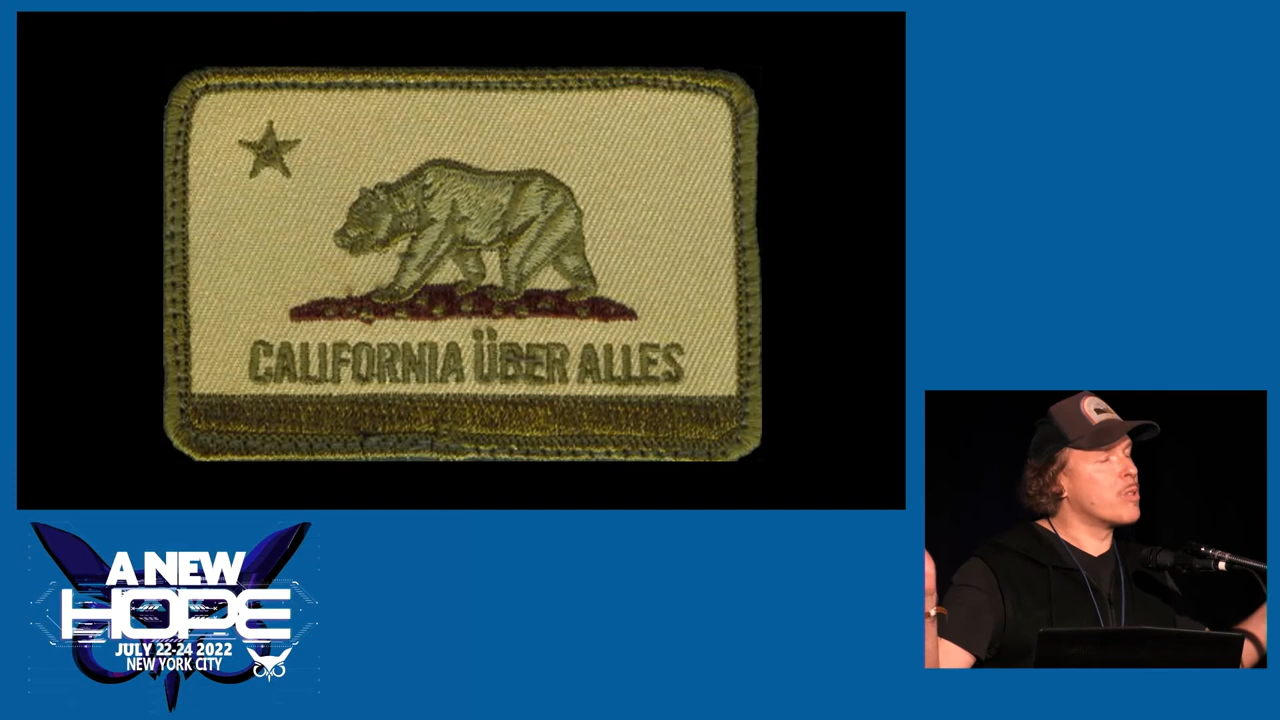 CALIFORNIA ÜBER ALLES
A NEW
HOPE
JULY 22-24 2022
NEW YORK CITY